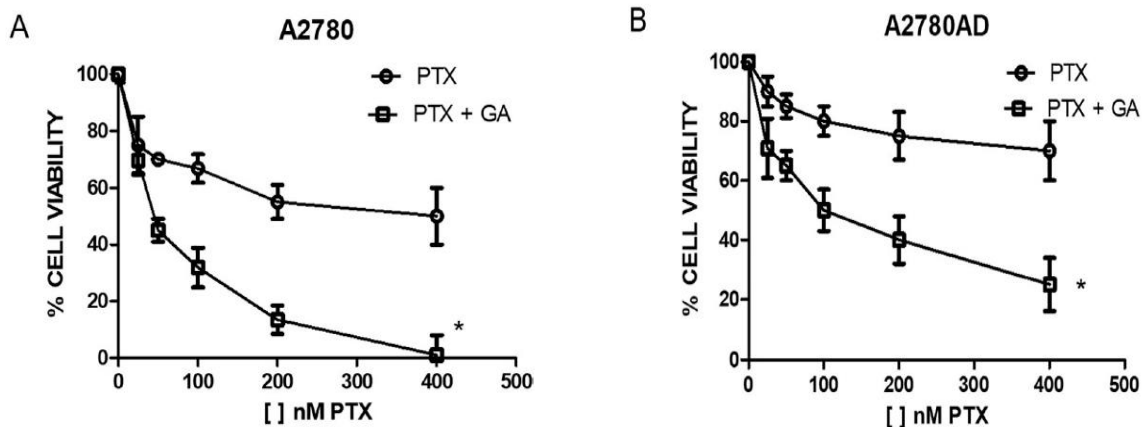 A
A2780
PTX
PTX + GA
% CELL VIABILITY
100
80
60
40
20
0
*
0 100 200 300 400 500
[ ] nM PTX
B
A2780AD
PTX
PTX + GA
% CELL VIABILITY
100
80
60
40
20
0
*
0 100 200 300 400 500
[ ] nM PTX